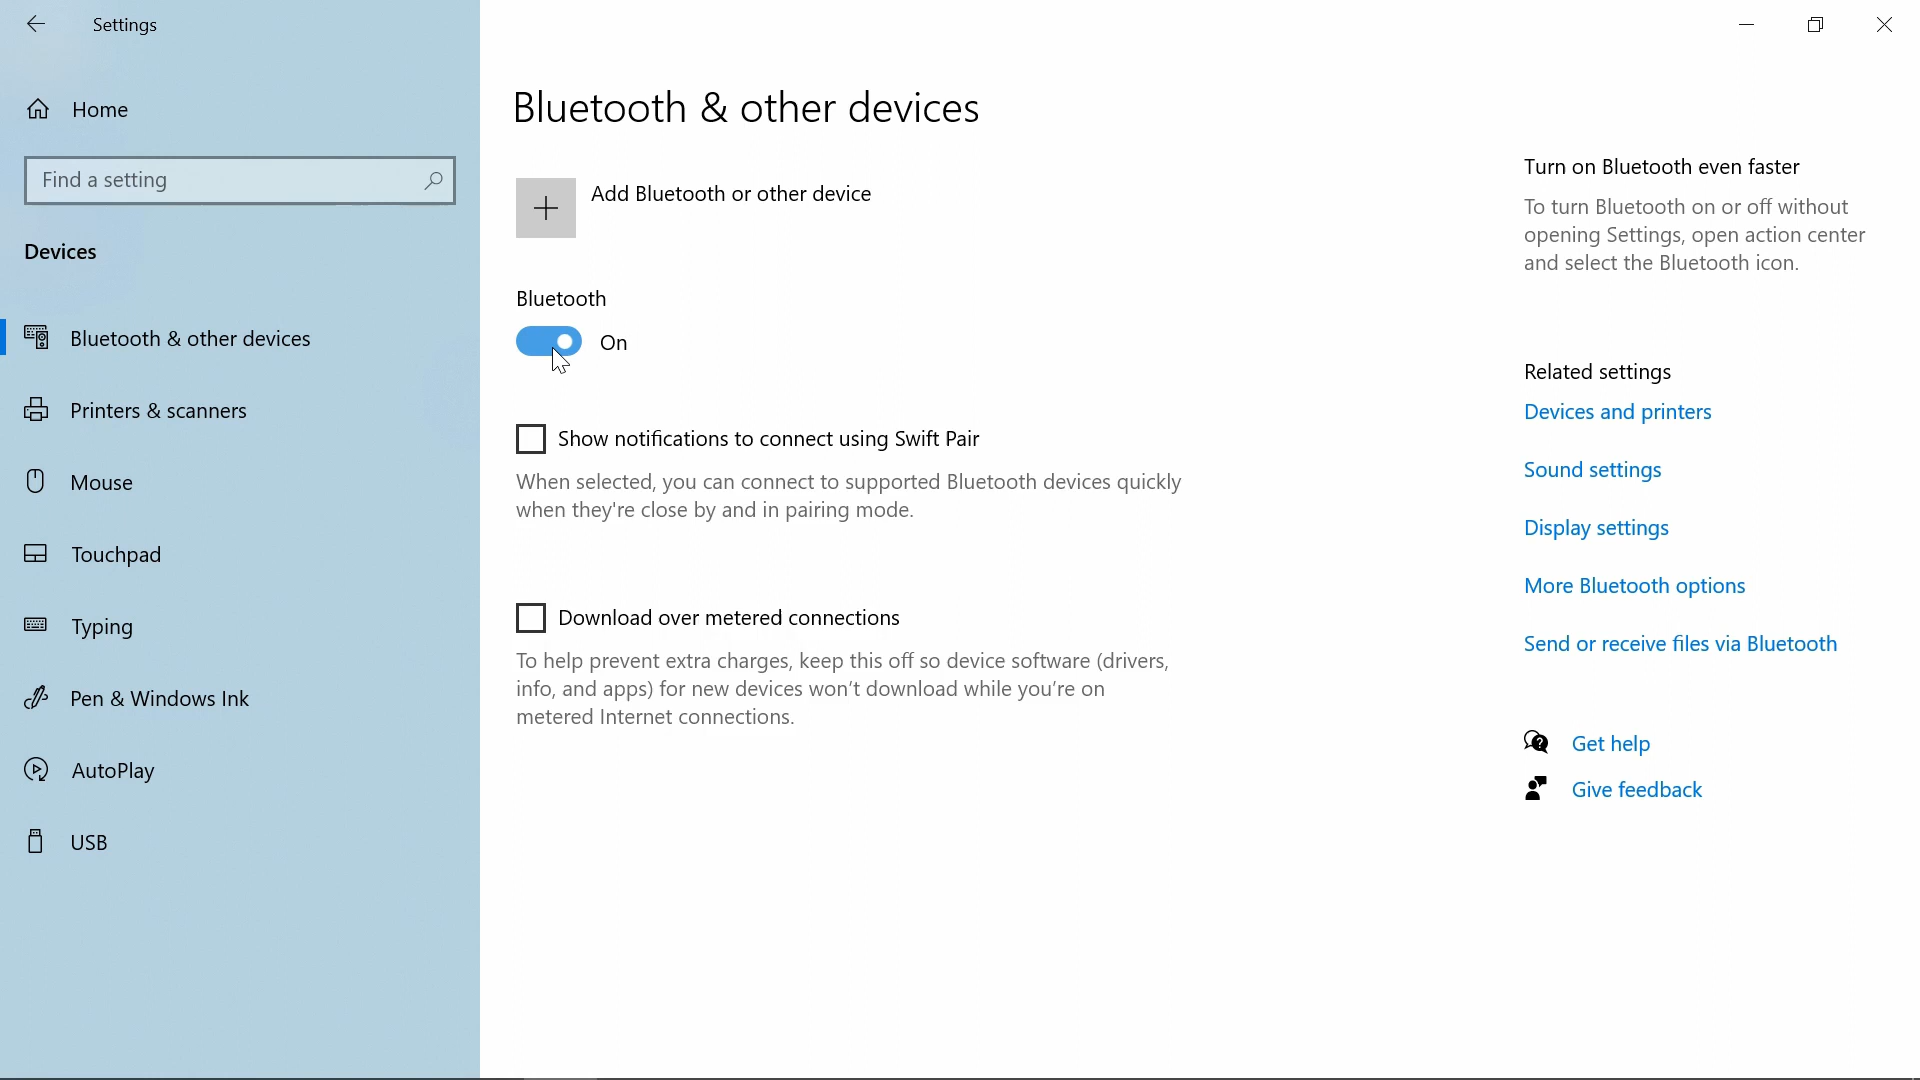 Settings
Home
Find a setting
Devices
Bluetooth & other devices
Printers & scanners
Mouse
Touchpad
Typing
Pen & Windows Ink
AutoPlay
USB
Bluetooth & other devices
Add Bluetooth or other device
Bluetooth
On
Show notifications to connect using Swift Pair
When selected, you can connect to supported Bluetooth devices quickly
when they're close by and in pairing mode.
Download over metered connections
To help prevent extra charges, keep this off so device software (drivers,
info, and apps) for new devices won’t download while you’re on
metered Internet connections.
Turn on Bluetooth even faster
To turn Bluetooth on or off without
opening Settings, open action center
and select the Bluetooth icon.
Related settings
Devices and printers
Sound settings
Display settings
More Bluetooth options
Send or receive files via Bluetooth
Get help
Give feedback